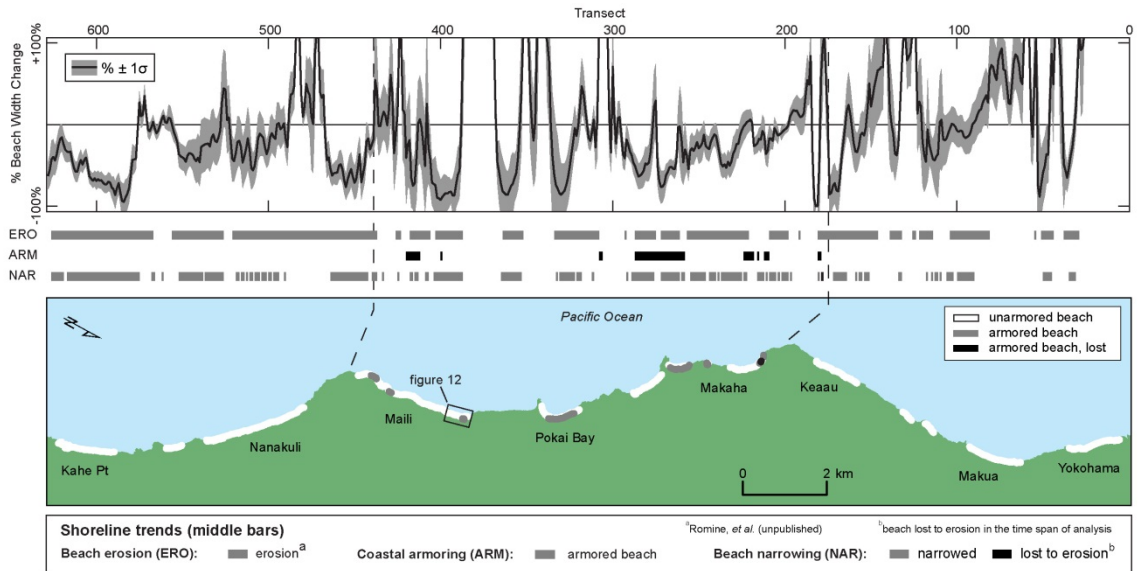 Transect
600 500 400 300 200 100 0
+100%
% ± 1σ
% Beach Width Change
-100%
ERO
ARM
NAR
N
Pacific Ocean
unarmored beach
armored beach
armored beach, lost
figure 12
Makaha
Keaau
Maili
Pokai Bay
Nanakuli
Kahe Pt
Makua
Yokohama
0 2 km
Shoreline trends (middle bars)
aRomine, et al. (unpublished)
bbeach lost to erosion in the time span of analysis
Beach erosion (ERO): erosiona
Coastal armoring (ARM): armored beach
Beach narrowing (NAR): narrowed lost to erosionb